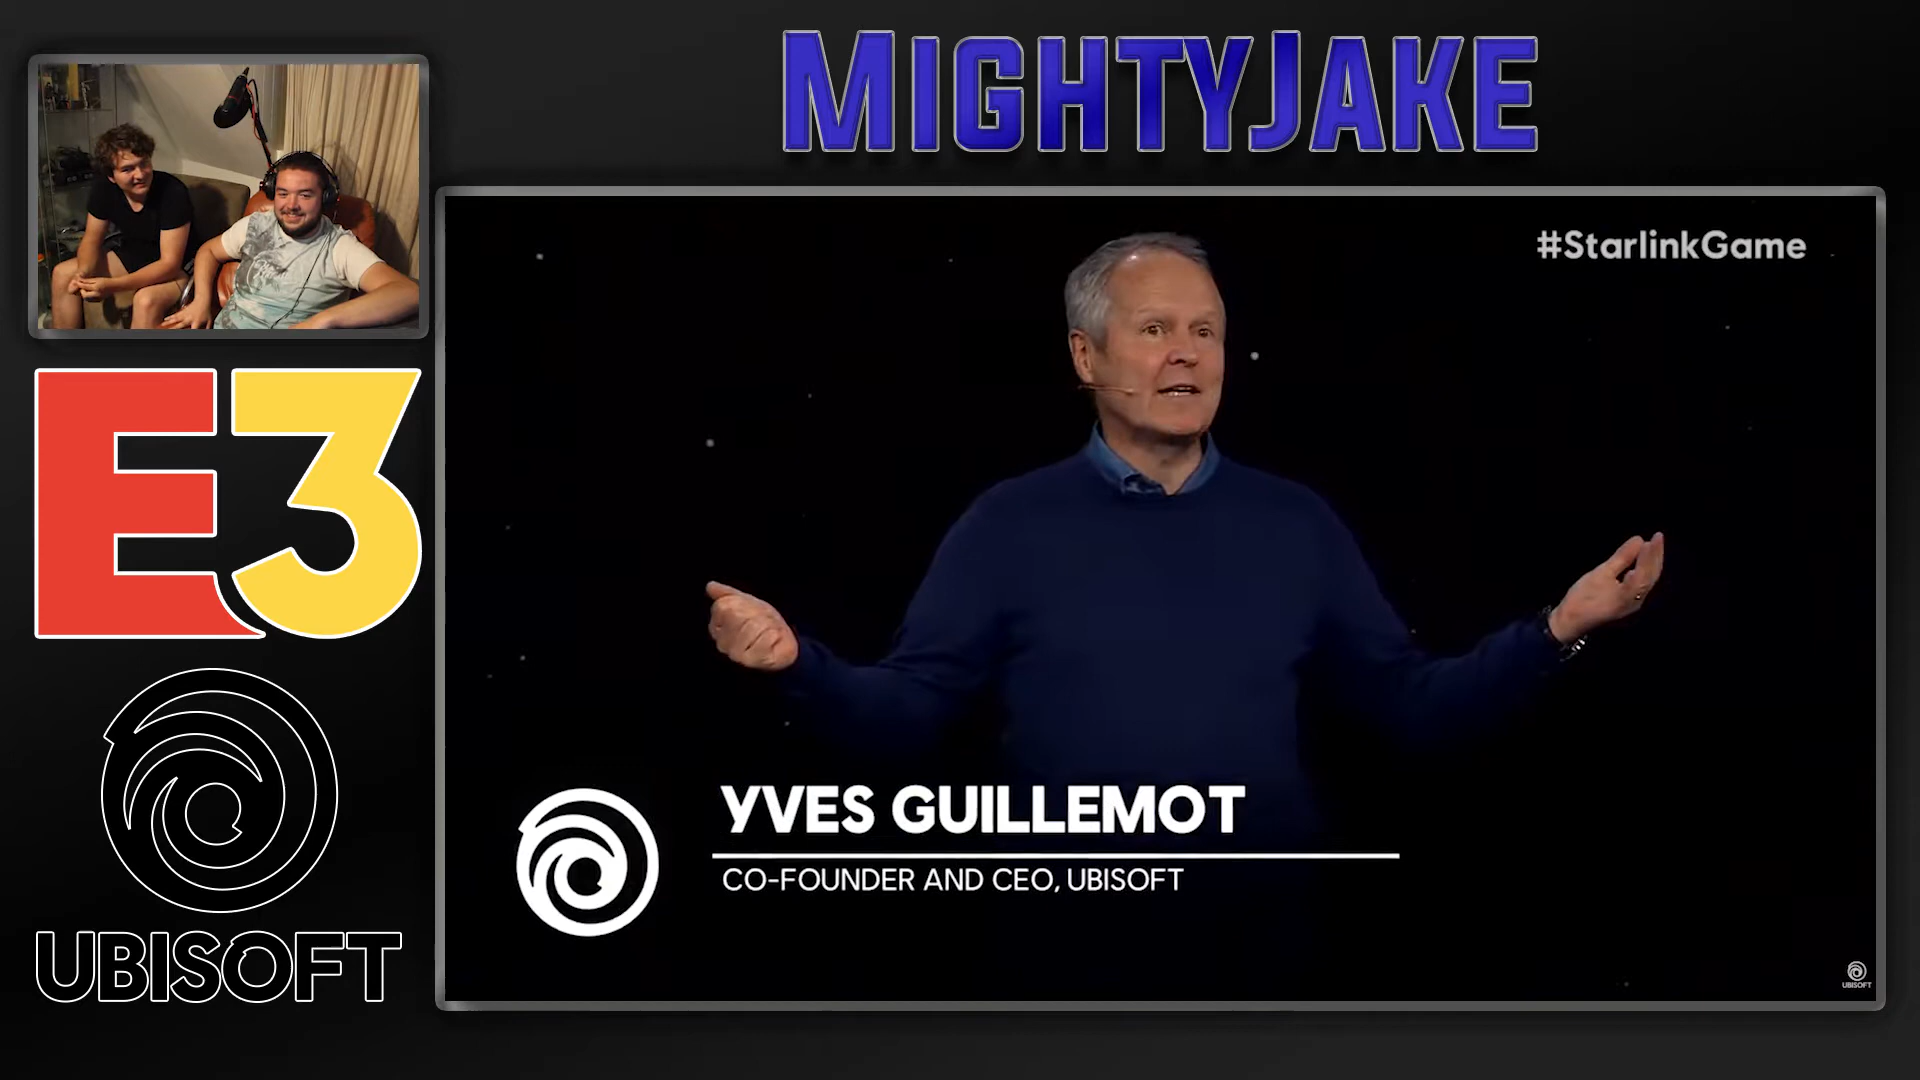 MIGHTYJAKE
#StarlinkGame
E3
UBISOFT
YVES GUILLEMOT
CO-FOUNDER AND CEO, UBISOFT
UBISOFT